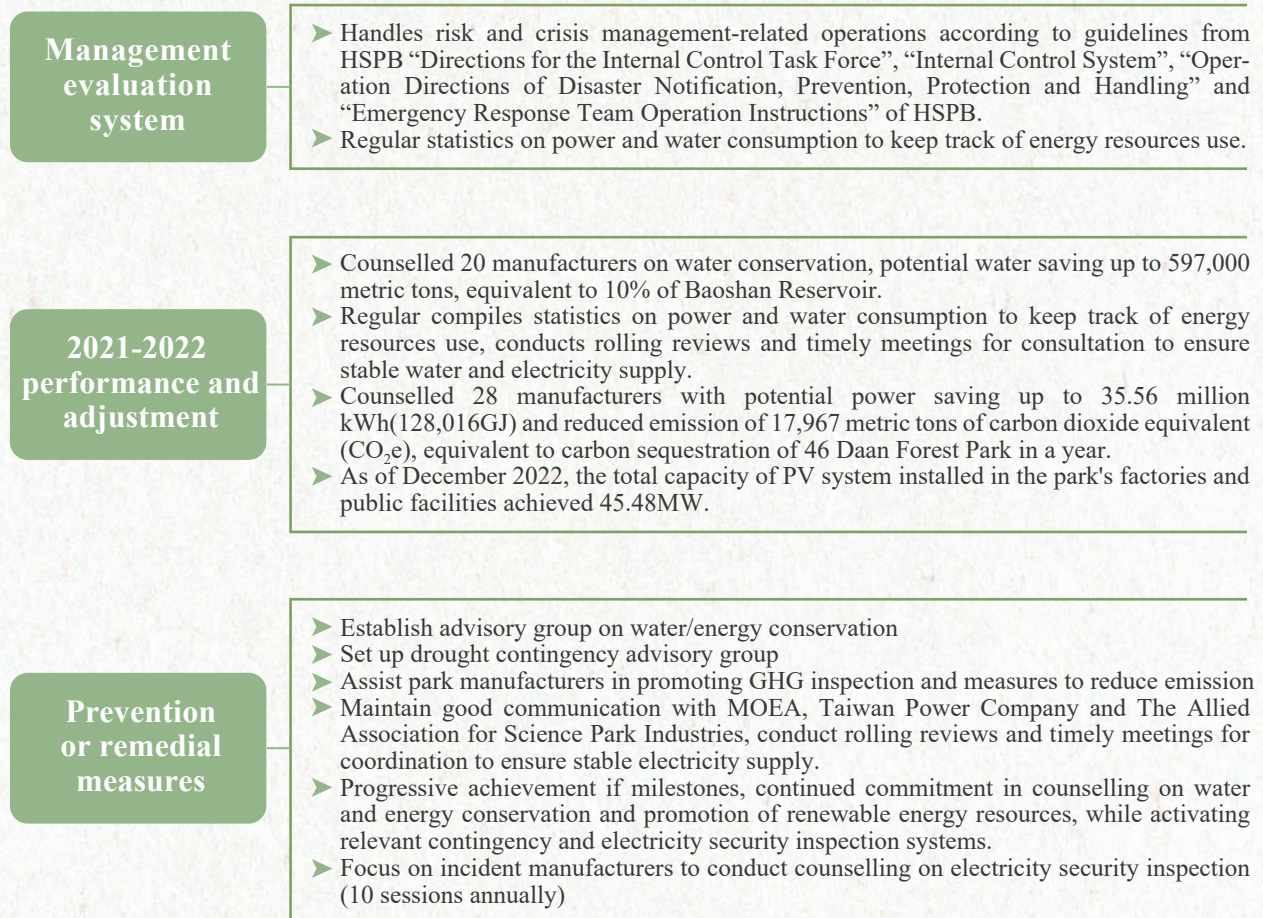 Management
evaluation
system
➤ Handles risk and crisis management-related operations according to guidelines from
HSPB “Directions for the Internal Control Task Force”, “Internal Control System”, “Oper-
ation Directions of Disaster Notification, Prevention, Protection and Handling” and
“Emergency Response Team Operation Instructions” of HSPB.
➤ Regular statistics on power and water consumption to keep track of energy resources use.
2021-2022
performance and
adjustment
➤ Counselled 20 manufacturers on water conservation, potential water saving up to 597,000
metric tons, equivalent to 10% of Baoshan Reservoir.
➤ Regular compiles statistics on power and water consumption to keep track of energy
resources use, conducts rolling reviews and timely meetings for consultation to ensure
stable water and electricity supply.
➤ Counselled 28 manufacturers with potential power saving up to 35.56 million
kWh(128,016GJ) and reduced emission of 17,967 metric tons of carbon dioxide equivalent
(CO₂e), equivalent to carbon sequestration of 46 Daan Forest Park in a year.
➤ As of December 2022, the total capacity of PV system installed in the park's factories and
public facilities achieved 45.48MW.
Prevention
or remedial
measures
➤ Establish advisory group on water/energy conservation
➤ Set up drought contingency advisory group
➤ Assist park manufacturers in promoting GHG inspection and measures to reduce emission
➤ Maintain good communication with MOEA, Taiwan Power Company and The Allied
Association for Science Park Industries, conduct rolling reviews and timely meetings for
coordination to ensure stable electricity supply.
➤ Progressive achievement if milestones, continued commitment in counselling on water
and energy conservation and promotion of renewable energy resources, while activating
relevant contingency and electricity security inspection systems.
➤ Focus on incident manufacturers to conduct counselling on electricity security inspection
(10 sessions annually)